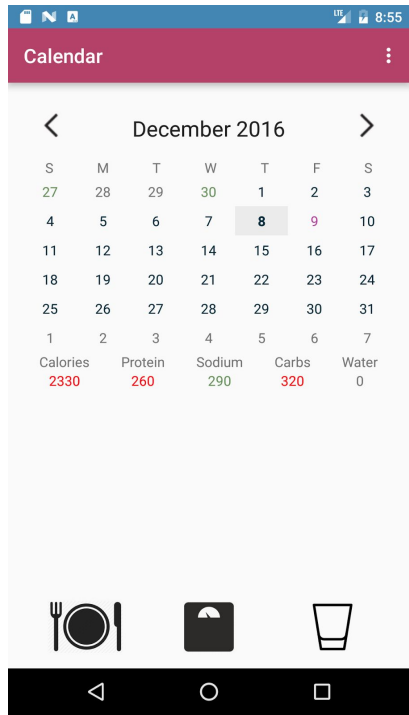 LTE 8:55
Calendar
December 2016
S M T W T F S
27 28 29 30 1 2 3
4 5 6 7 8 9 10
11 12 13 14 15 16 17
18 19 20 21 22 23 24
25 26 27 28 29 30 31
1 2 3 4 5 6 7
Calories Protein Sodium Carbs Water
2330 260 290 320 0